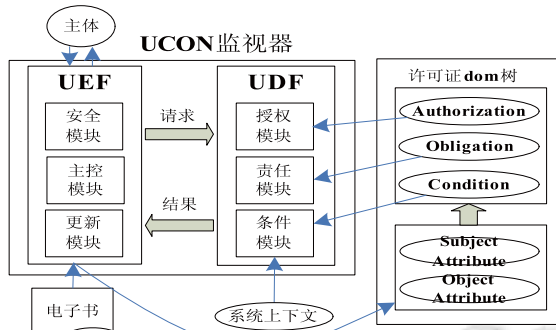 主体
UCON监视器
UEF
安全
模块
主控
模块
更新
模块
请求
结果
UDF
授权
模块
责任
模块
条件
模块
许可证dom树
Authorization
Obligation
Condition
Subject
Attribute
Object
Attribute
电子书
系统上下文